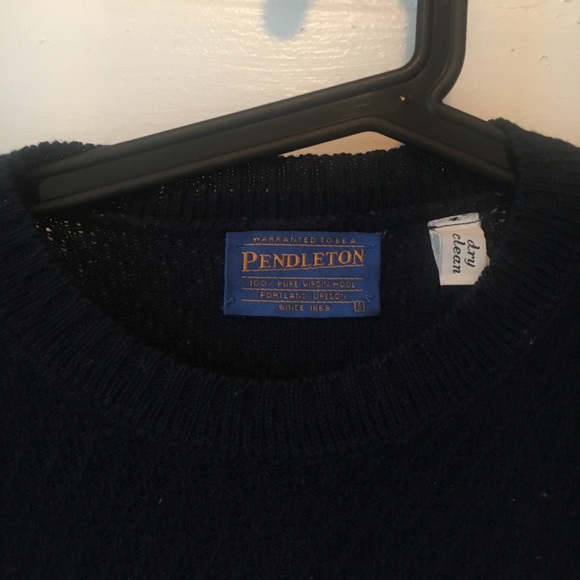 WARRANTED TO BE A
PENDLETON
100% PURE VIRGIN WOOL
PORTLAND, OREGON
SINCE 1863
S
dry
clean